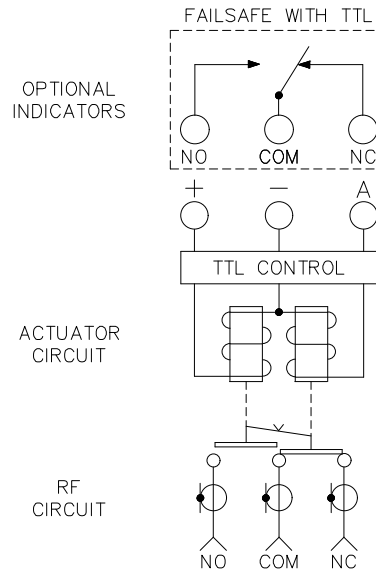 FAILSAFE WITH TTL
OPTIONAL
INDICATORS
NO COM NC
+ − A
TTL CONTROL
ACTUATOR
CIRCUIT
RF
CIRCUIT
NO COM NC